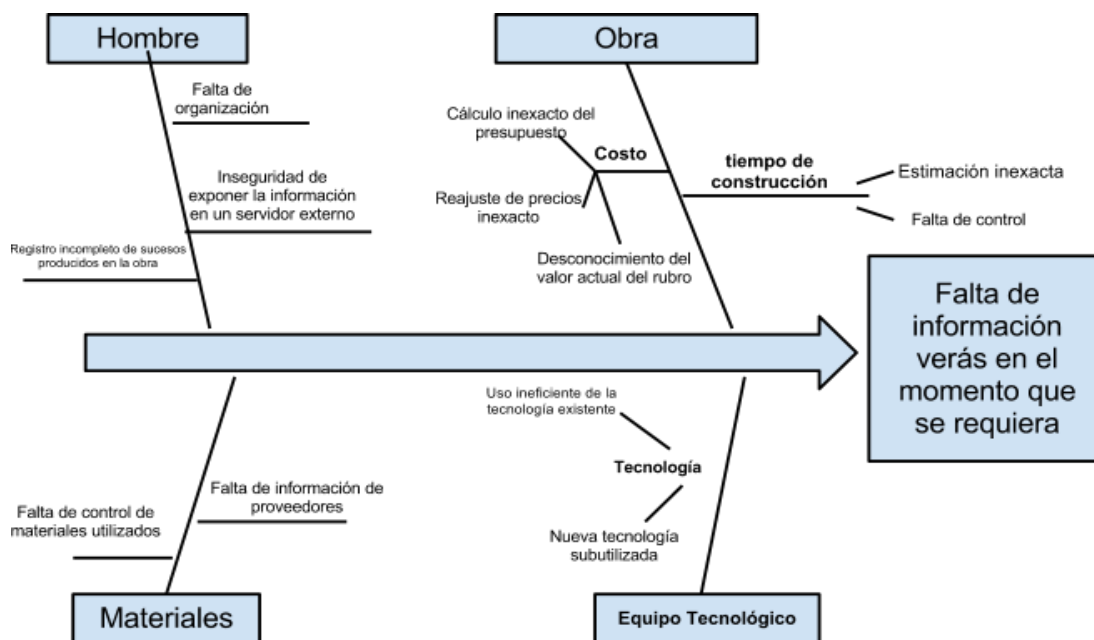 Hombre
Falta de
organización
Inseguridad de
exponer la información
en un servidor externo
Registro incompleto de sucesos
producidos en la obra
Obra
Cálculo inexacto del
presupuesto
Costo
Reajuste de precios
inexacto
Desconocimiento del
valor actual del rubro
tiempo de
construcción
Estimación inexacta
Falta de control
Falta de
información
verás en el
momento que
se requiera
Falta de información de
proveedores
Falta de control de
materiales utilizados
Materiales
Uso ineficiente de la
tecnología existente
Tecnología
Nueva tecnología
subutilizada
Equipo Tecnológico